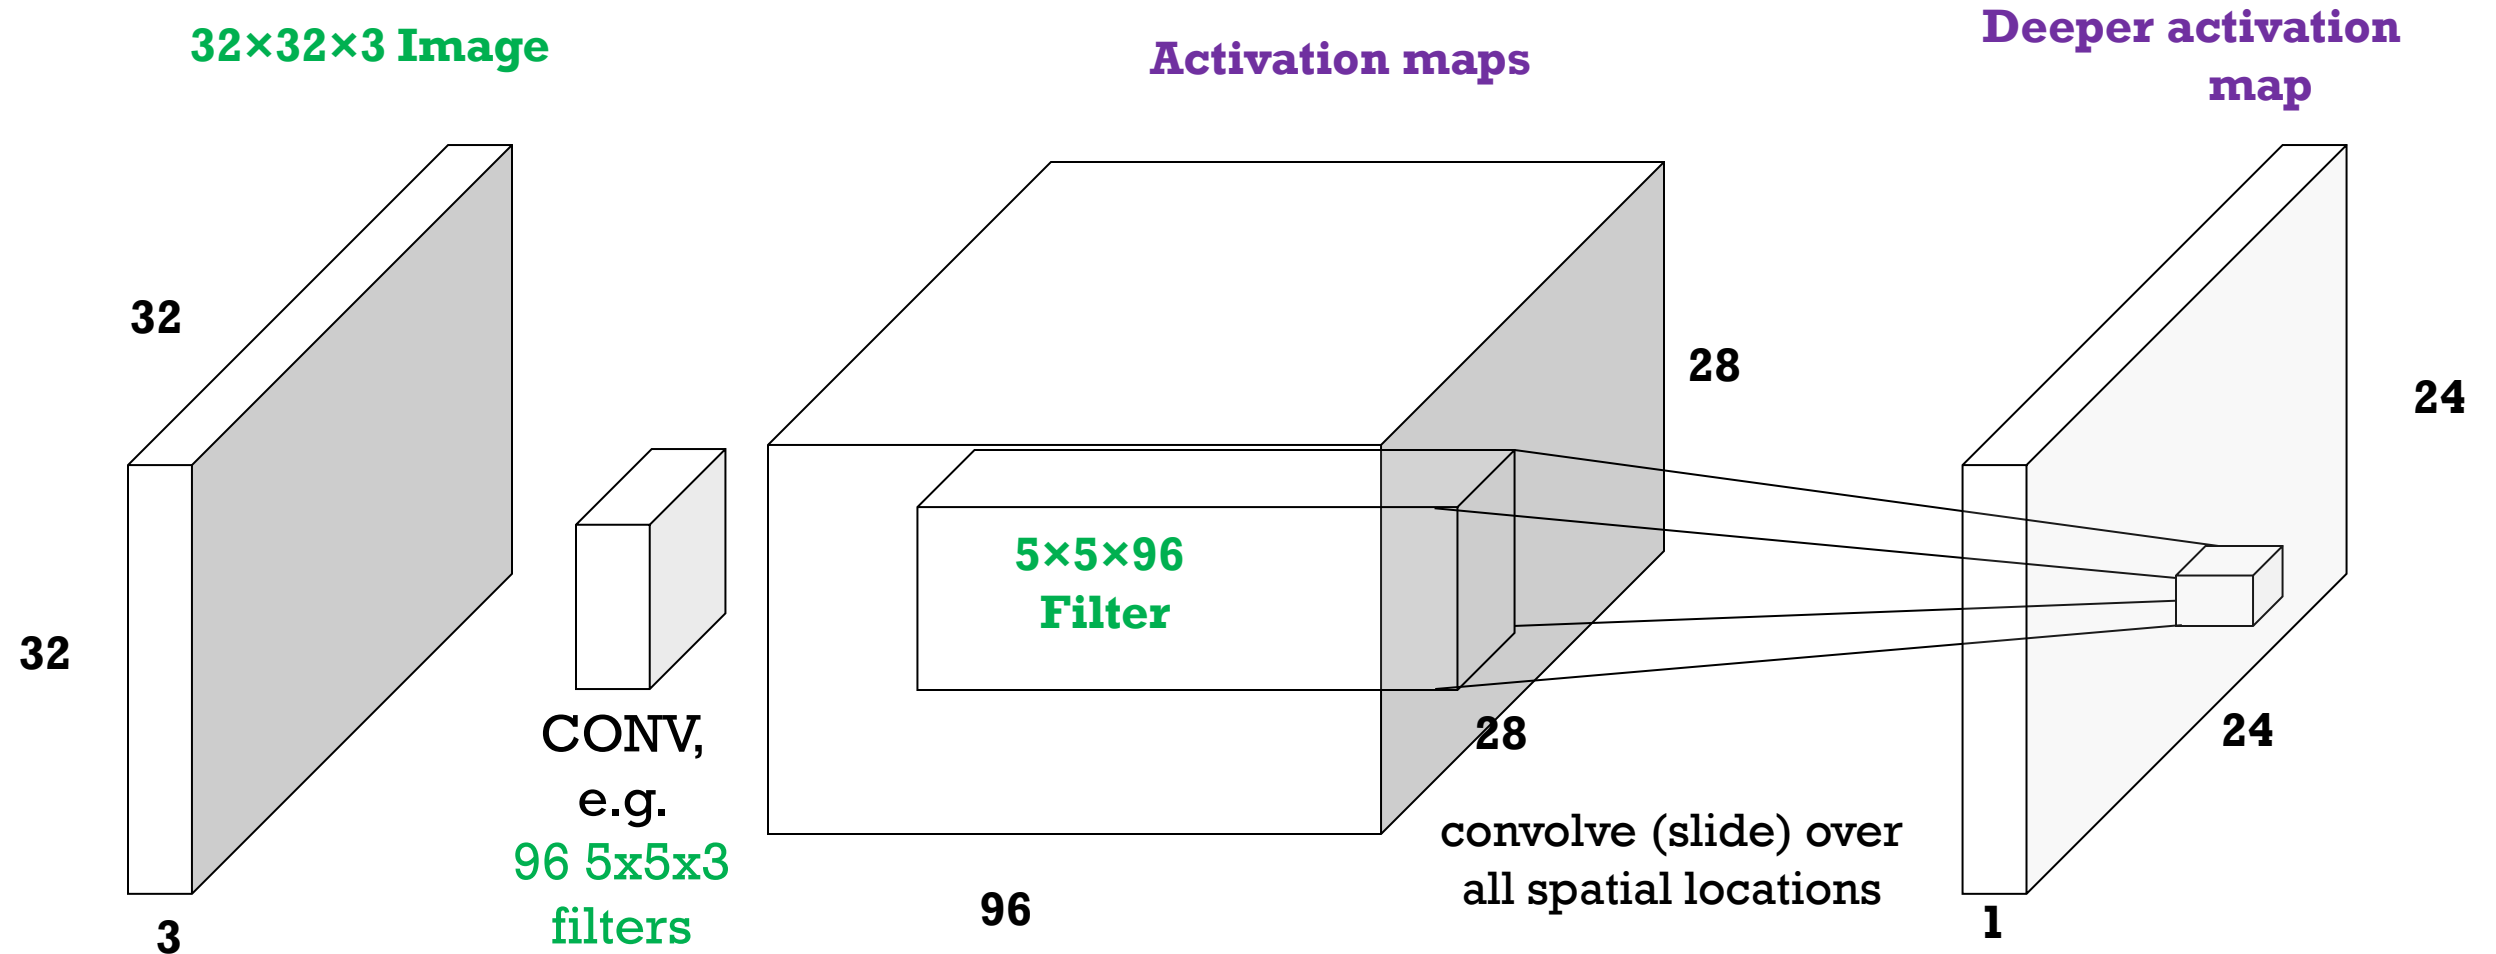 32×32×3 Image
Activation maps
Deeper activation
map
32
32
3
CONV,
e.g.
96 5x5x3
filters
5×5×96
Filter
28
28
96
convolve (slide) over
all spatial locations
24
24
1